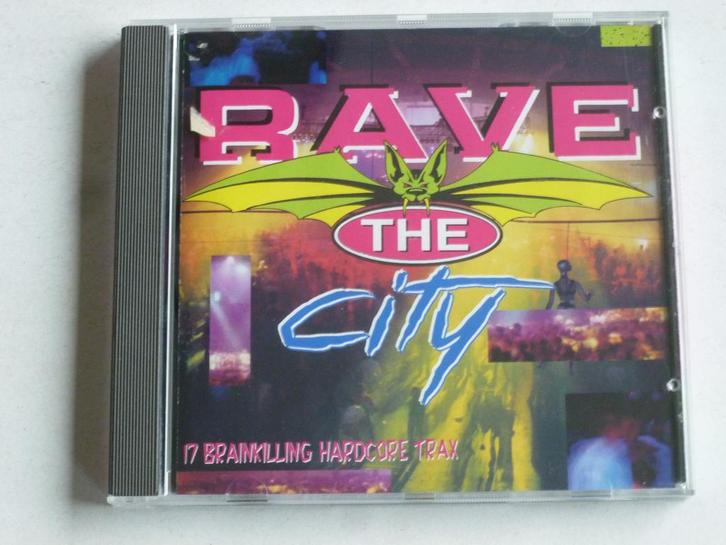 RAVE
THE
city
17 BRAINKILLING HARDCORE TRAX